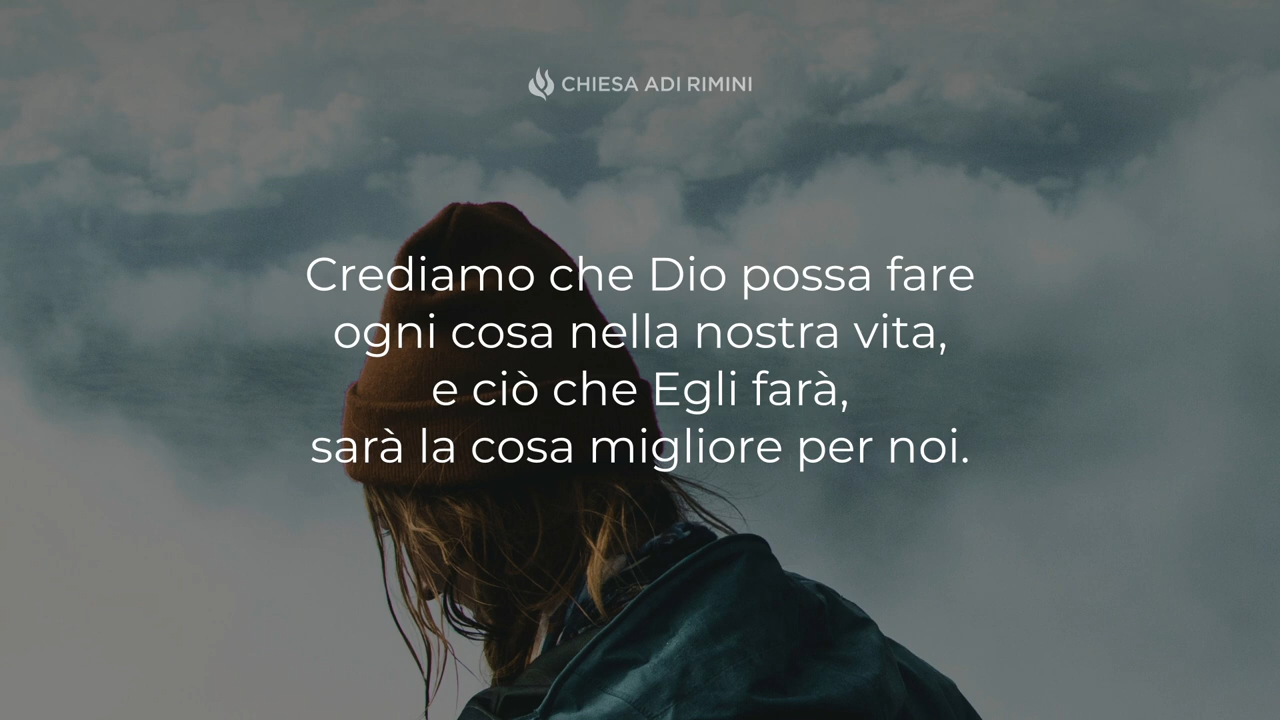 CHIESA ADI RIMINI
Crediamo che Dio possa fare
ogni cosa nella nostra vita,
e ciò che Egli farà,
sarà la cosa migliore per noi.